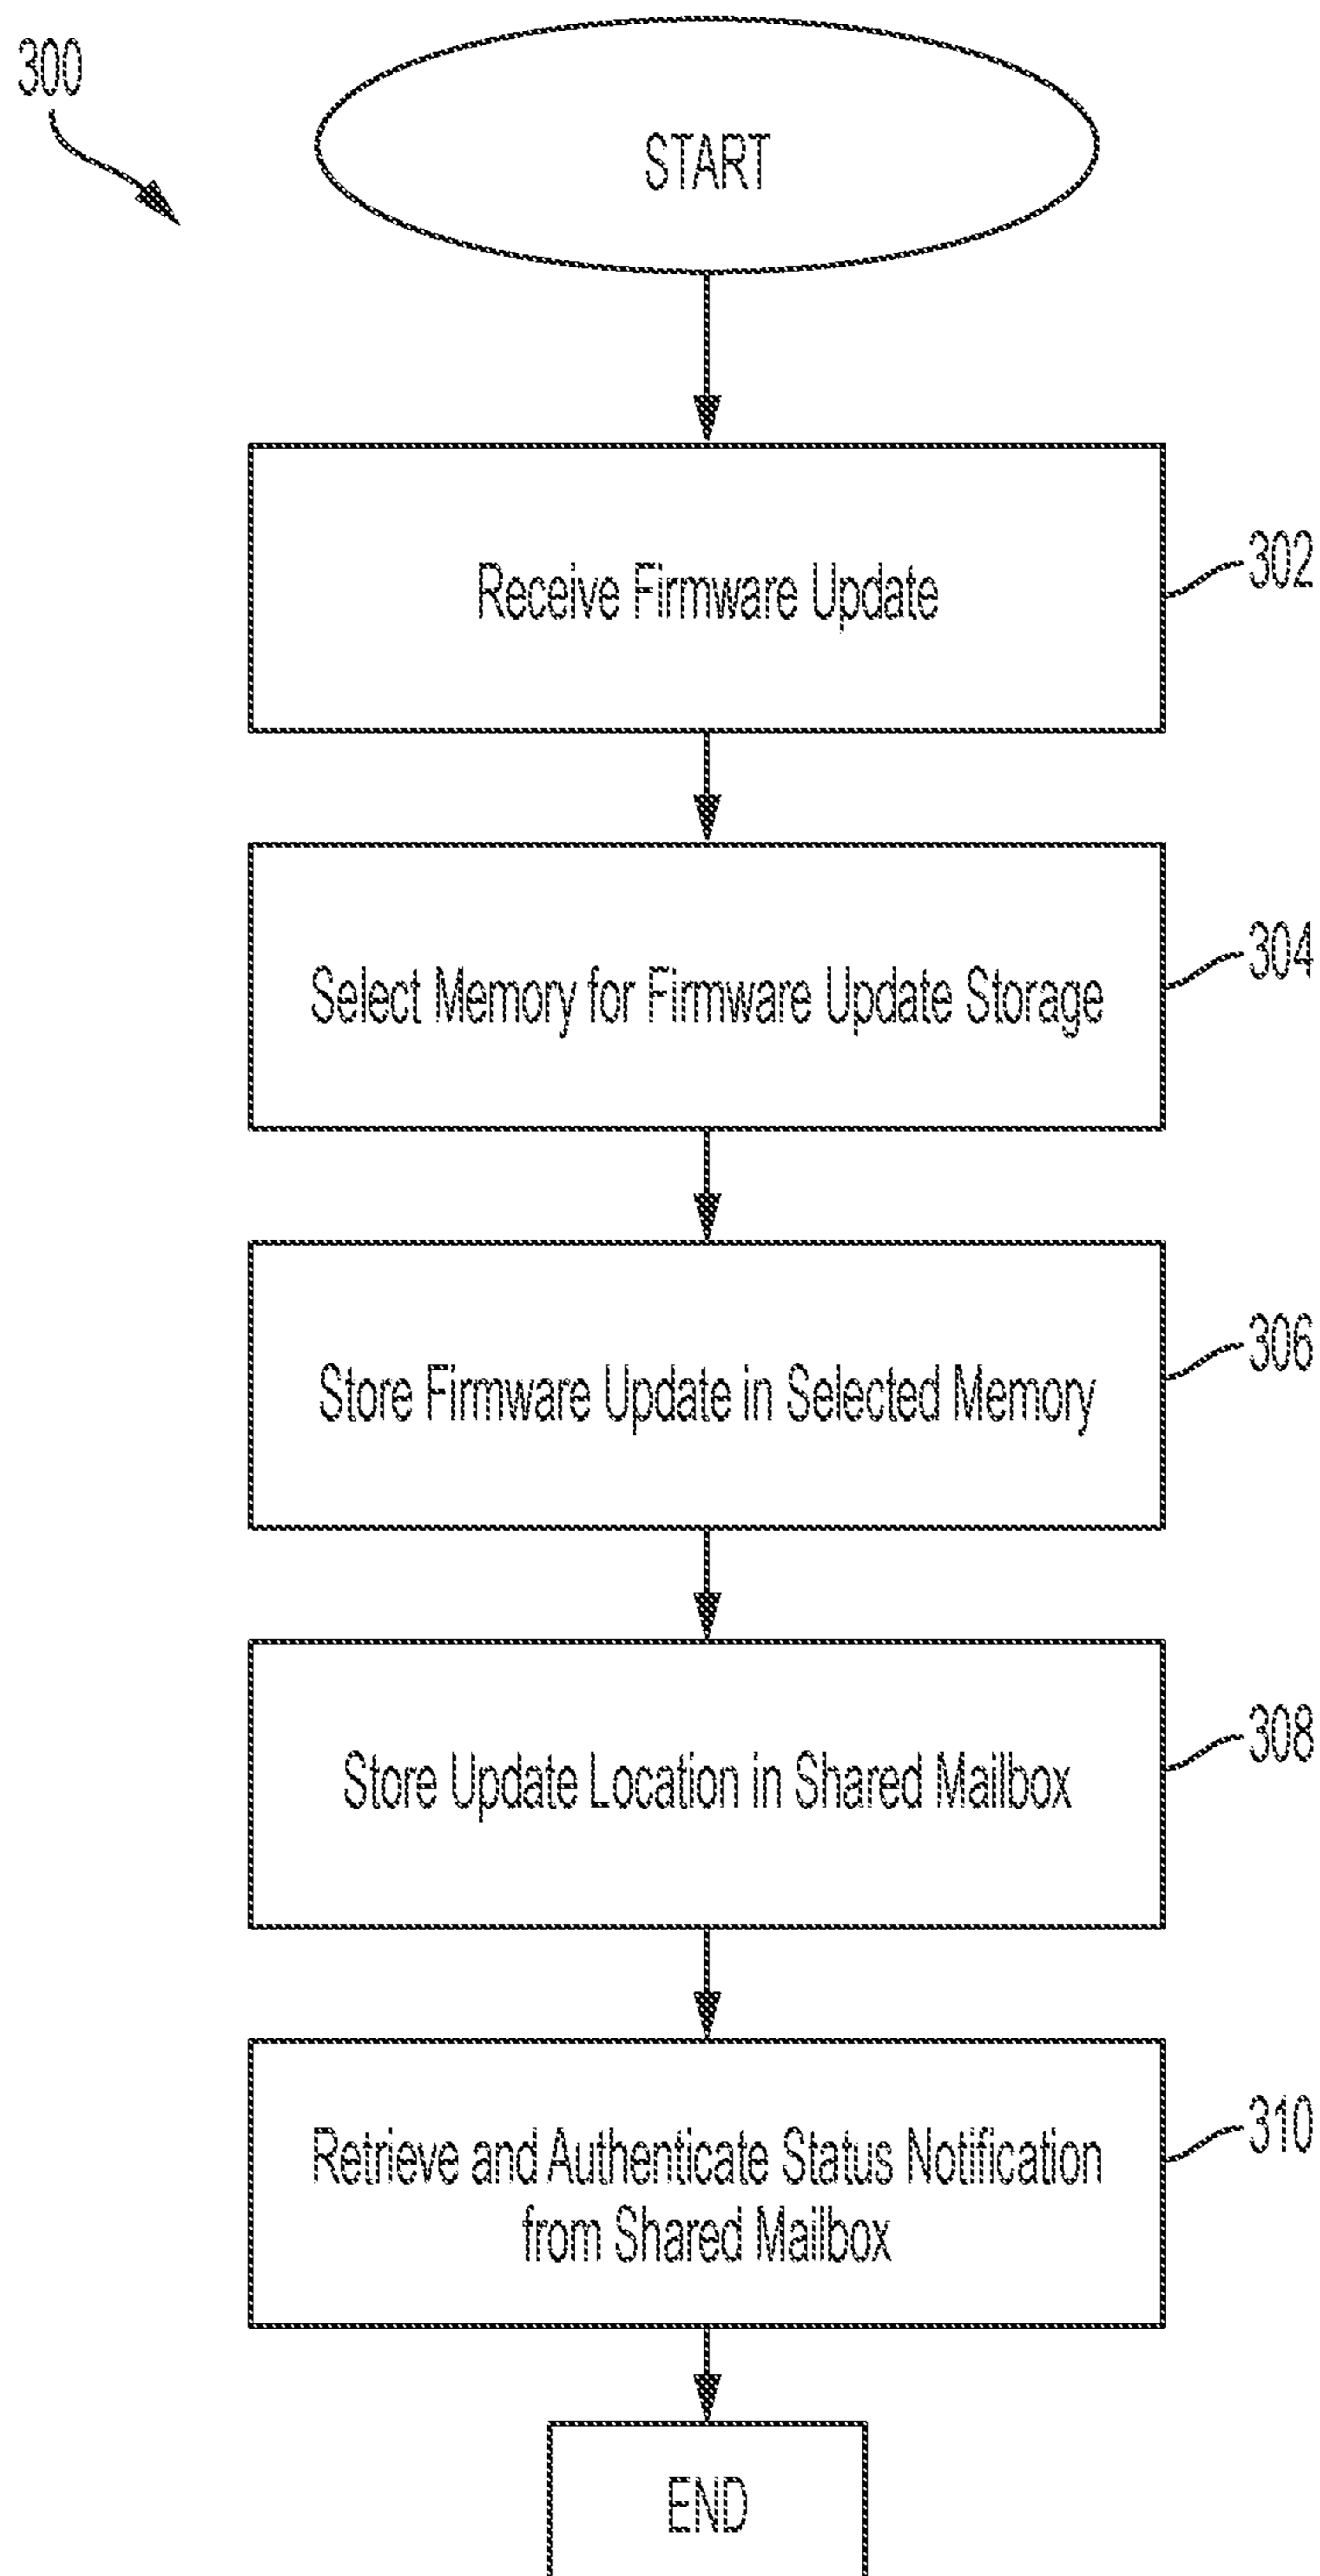 300
START
Receive Firmware Update
302
Select Memory for Firmware Update Storage
304
Store Firmware Update in Selected Memory
306
Store Update Location in Shared Mailbox
308
Retrieve and Authenticate Status Notification
from Shared Mailbox
310
END